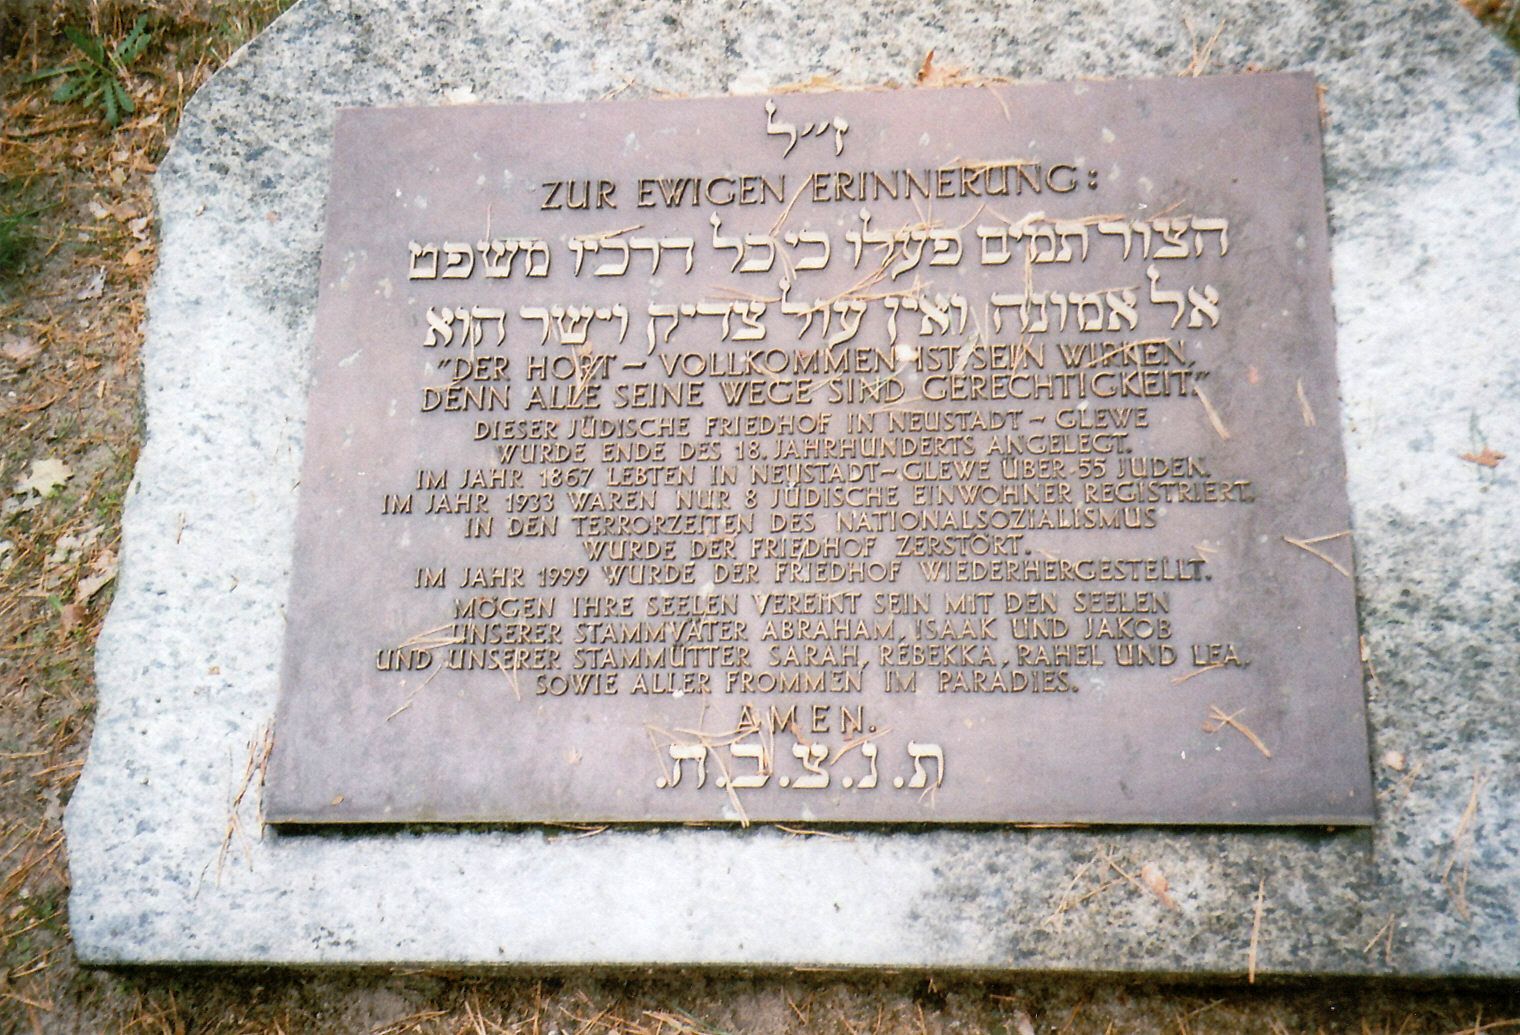 ז״ל
ZUR EWIGEN ERINNERUNG:
הצור תמים פעלו כי כל דרכיו משפט
אל אמונה ואין עול צדיק וישר הוא
"DER HORT – VOLLKOMMEN IST SEIN WIRKEN,
DENN ALLE SEINE WEGE SIND GERECHTIGKEIT"
DIESER JÜDISCHE FRIEDHOF IN NEUSTADT – GLEWE
WURDE ENDE DES 18. JAHRHUNDERTS ANGELEGT.
IM JAHR 1867 LEBTEN IN NEUSTADT–GLEWE ÜBER 55 JUDEN,
IM JAHR 1933 WAREN NUR 8 JÜDISCHE EINWOHNER REGISTRIERT.
IN DEN TERRORZEITEN DES NATIONALSOZIALISMUS
WURDE DER FRIEDHOF ZERSTÖRT.
IM JAHR 1999 WURDE DER FRIEDHOF WIEDERHERGESTELLT.
MÖGEN IHRE SEELEN VEREINT SEIN MIT DEN SEELEN
UNSERER STAMMVÄTER ABRAHAM, ISAAK UND JAKOB
UND UNSERER STAMMÜTTER SARAH, REBEKKA, RAHEL UND LEA,
SOWIE ALLER FROMMEN IM PARADIES.
AMEN.
ת.נ.צ.ב.ה.